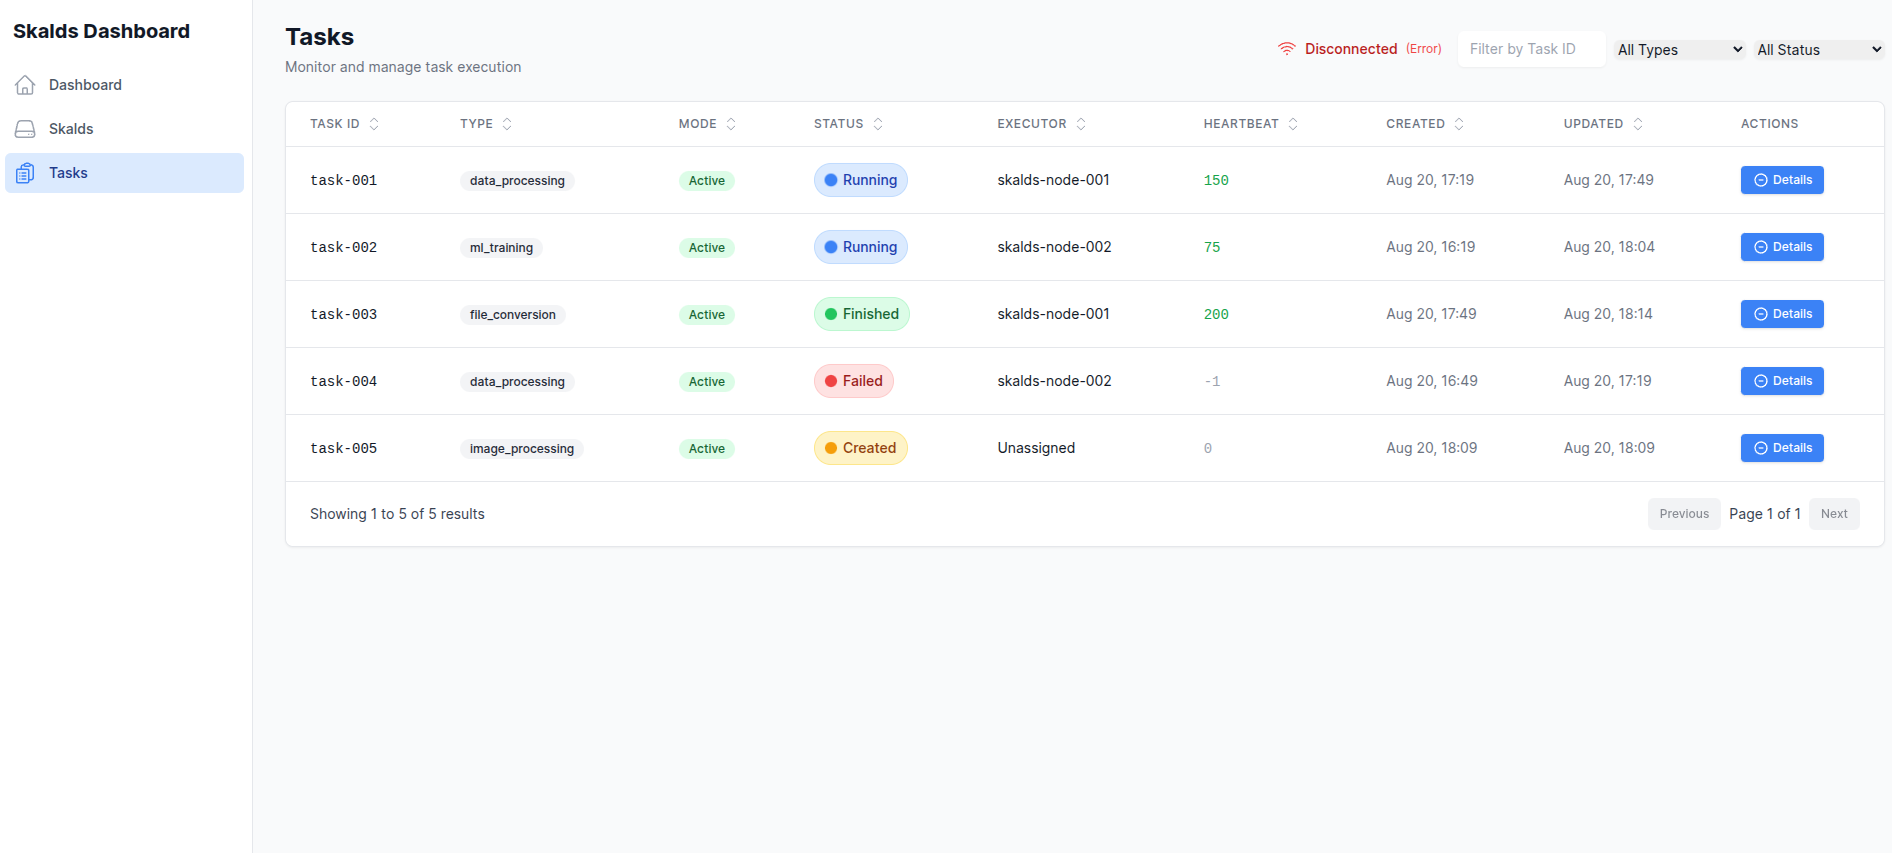 Skalds Dashboard
Dashboard
Skalds
Tasks
Tasks
Monitor and manage task execution
Disconnected (Error) Filter by Task ID All Types All Status
TASK ID TYPE MODE STATUS EXECUTOR HEARTBEAT CREATED UPDATED ACTIONS
task-001 data_processing Active Running skalds-node-001 150 Aug 20, 17:19 Aug 20, 17:49 Details
task-002 ml_training Active Running skalds-node-002 75 Aug 20, 16:19 Aug 20, 18:04 Details
task-003 file_conversion Active Finished skalds-node-001 200 Aug 20, 17:49 Aug 20, 18:14 Details
task-004 data_processing Active Failed skalds-node-002 -1 Aug 20, 16:49 Aug 20, 17:19 Details
task-005 image_processing Active Created Unassigned 0 Aug 20, 18:09 Aug 20, 18:09 Details
Showing 1 to 5 of 5 results Previous Page 1 of 1 Next